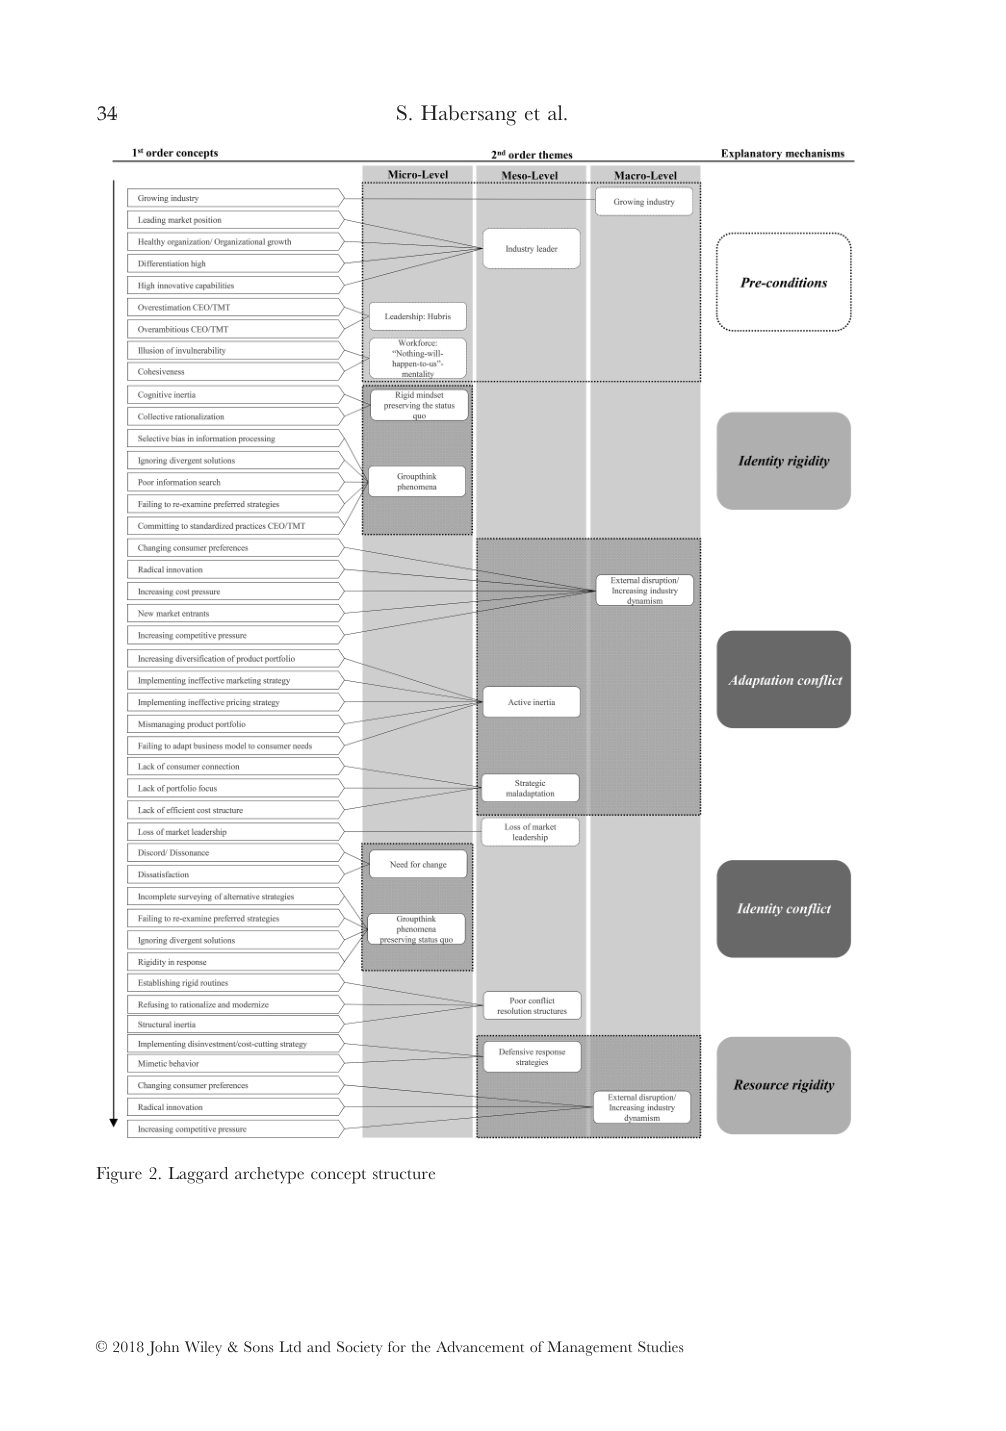 34
S. Habersang et al.
1st order concepts
2nd order themes
Explanatory mechanisms
Micro-Level
Meso-Level
Macro-Level
Growing industry
Leading market position
Healthy organization/ Organizational growth
Differentiation high
High innovative capabilities
Overestimation CEO/TMT
Overambitious CEO/TMT
Illusion of invulnerability
Cohesiveness
Cognitive inertia
Collective rationalization
Selective bias in information processing
Ignoring divergent solutions
Poor information search
Failing to re-examine preferred strategies
Committing to standardized practices CEO/TMT
Changing consumer preferences
Radical innovation
Increasing cost pressure
New market entrants
Increasing competitive pressure
Increasing diversification of product portfolio
Implementing ineffective marketing strategy
Implementing ineffective pricing strategy
Mismanaging product portfolio
Failing to adapt business model to consumer needs
Lack of consumer connection
Lack of portfolio focus
Lack of efficient cost structure
Loss of market leadership
Discord/ Dissonance
Dissatisfaction
Incomplete surveying of alternative strategies
Failing to re-examine preferred strategies
Ignoring divergent solutions
Rigidity in response
Establishing rigid routines
Refusing to rationalize and modernize
Structural inertia
Implementing disinvestment/cost-cutting strategy
Mimetic behavior
Changing consumer preferences
Radical innovation
Increasing competitive pressure
Growing industry
Industry leader
Leadership: Hubris
Workforce:
"Nothing-will-
happen-to-us"-
mentality
Rigid mindset
preserving the status
quo
Groupthink
phenomena
External disruption/
Increasing industry
dynamism
Active inertia
Strategic
maladaptation
Loss of market
leadership
Need for change
Groupthink
phenomena
preserving status quo
Poor conflict
resolution structures
Defensive response
strategies
External disruption/
Increasing industry
dynamism
Pre-conditions
Identity rigidity
Adaptation conflict
Identity conflict
Resource rigidity
Figure 2. Laggard archetype concept structure
© 2018 John Wiley & Sons Ltd and Society for the Advancement of Management Studies